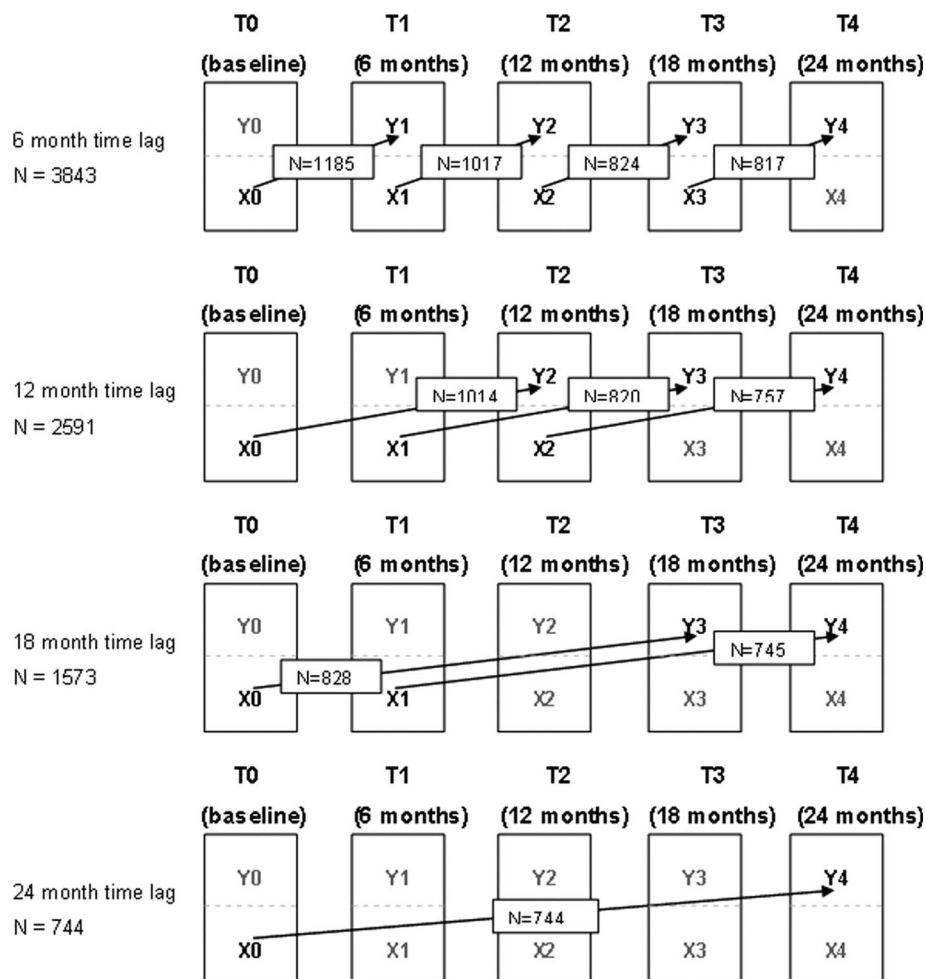 T0 T1 T2 T3 T4
(baseline) (6 months) (12 months) (18 months) (24 months)
Y0 Y1 Y2 Y3 Y4
6 month time lag
N=1185 N=1017 N=824 N=817
N = 3843
X0 X1 X2 X3 X4
T0 T1 T2 T3 T4
(baseline) (6 months) (12 months) (18 months) (24 months)
Y0 Y1 Y2 Y3 Y4
12 month time lag
N=1014 N=820 N=757
N = 2591
X0 X1 X2 X3 X4
T0 T1 T2 T3 T4
(baseline) (6 months) (12 months) (18 months) (24 months)
Y0 Y1 Y2 Y3 Y4
18 month time lag
N=745
N = 1573
N=828
X0 X1 X2 X3 X4
T0 T1 T2 T3 T4
(baseline) (6 months) (12 months) (18 months) (24 months)
Y0 Y1 Y2 Y3 Y4
24 month time lag
N=744
N = 744
X0 X1 X2 X3 X4